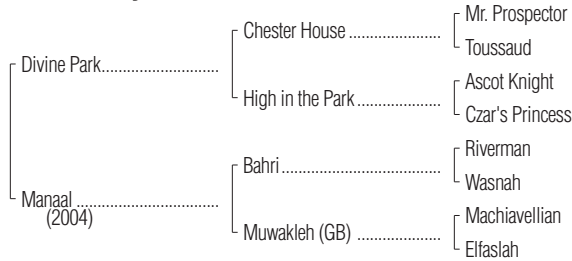 Mr. Prospector
Chester House ....................
Toussaud
Divine Park..........................
Ascot Knight
High in the Park ..................
Czar's Princess
Riverman
Bahri ...................................
Wasnah
Manaal ................................
(2004)
Machiavellian
Muwakleh (GB) ..................
Elfaslah